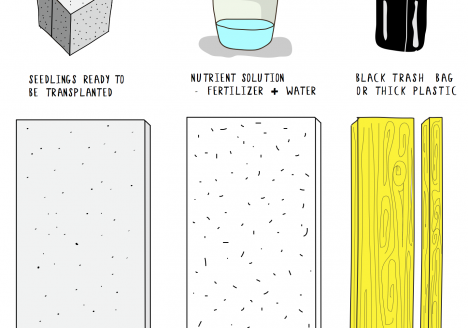 SEEDLINGS READY TO
BE TRANSPLANTED
NUTRIENT SOLUTION
- FERTILIZER + WATER
BLACK TRASH BAG
OR THICK PLASTIC